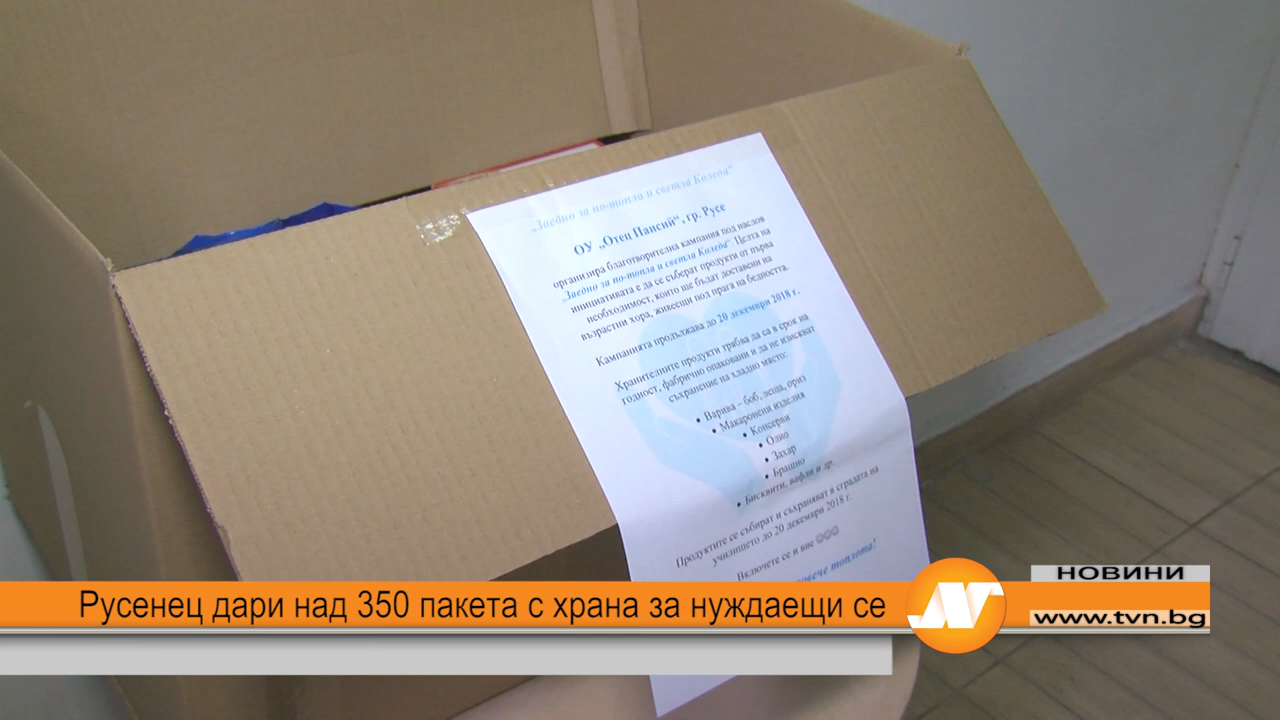 „Заедно за по-топла и светла Коледа“
ОУ „Отец Паисий“, гр. Русе
организира благотворителна кампания под наслов
„Заедно за по-топла и светла Коледа“. Целта на
инициативата е да се съберат продукти от първа
необходимост, които ще бъдат доставени на
възрастни хора, живеещи под прага на бедността.
Кампанията продължава до 20 декември 2018 г.
Хранителните продукти трябва да са в срок на
годност, фабрично опаковани и да не изискват
съхранение на хладно място:
• Варива – боб, леща, ориз
• Макаронени изделия
• Консерви
• Олио
• Захар
• Брашно
• Бисквити, вафли и др.
Продуктите се събират и съхраняват в сградата на
училището до 20 декември 2018 г.
Включете се и вие ☺☺☺
топлота!
Русенец дари над 350 пакета с храна за нуждаещи се
НОВИНИ
www.tvn.bg